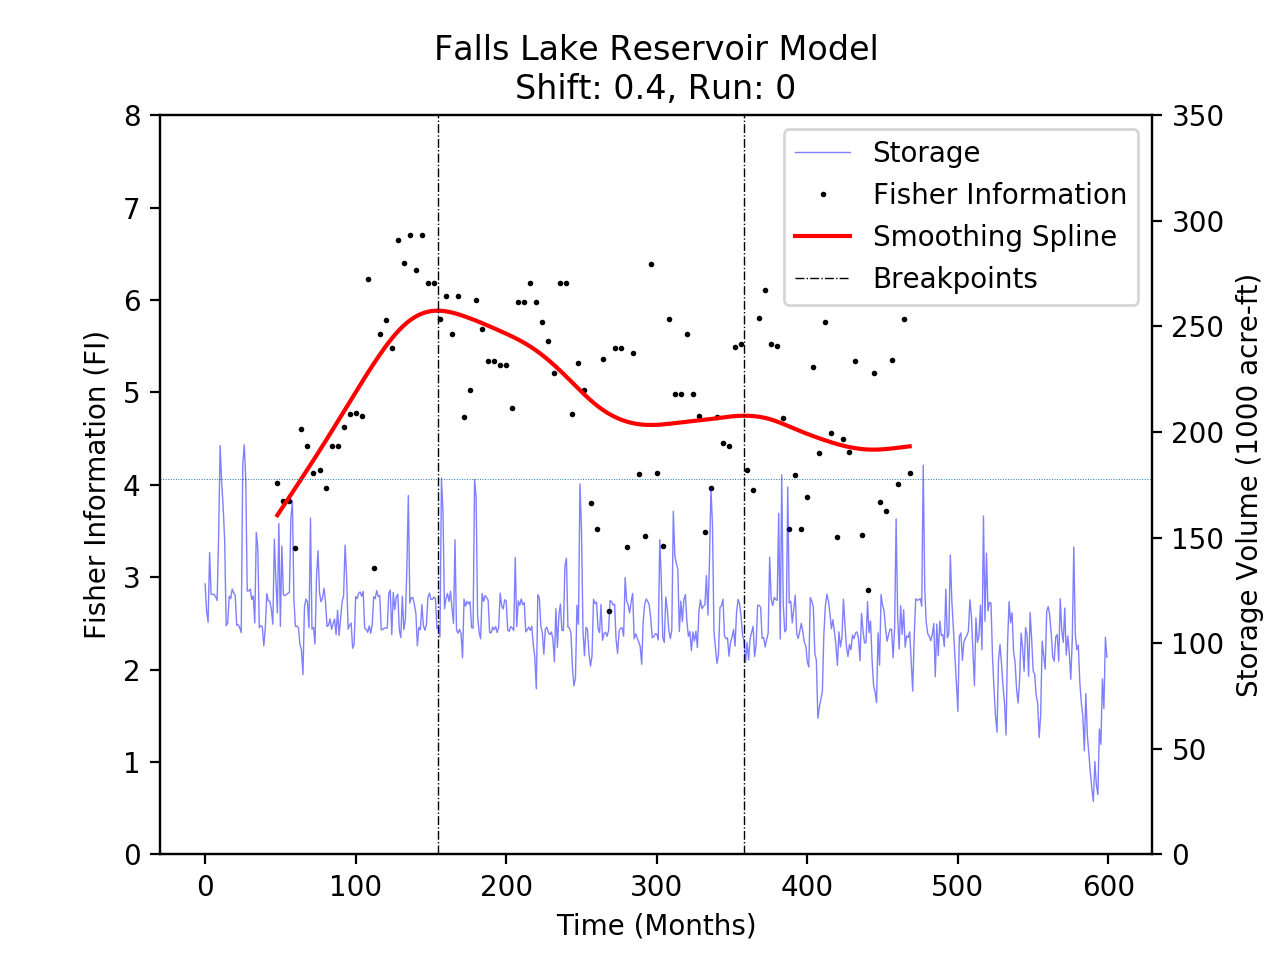 Falls Lake Reservoir Model
Shift: 0.4, Run: 0
8
7
6
5
4
3
2
1
0
Fisher Information (FI)
350
300
250
200
150
100
50
0
Storage Volume (1000 acre-ft)
Storage
Fisher Information
Smoothing Spline
Breakpoints
0 100 200 300 400 500 600
Time (Months)